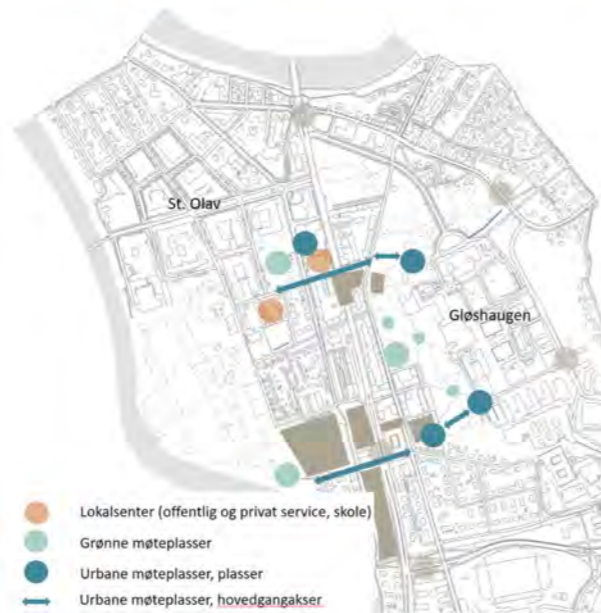 St. Olav
Gløshaugen
Lokalsenter (offentlig og privat service, skole)
Grønne møteplasser
Urbane møteplasser, plasser
Urbane møteplasser, hovedgangakser